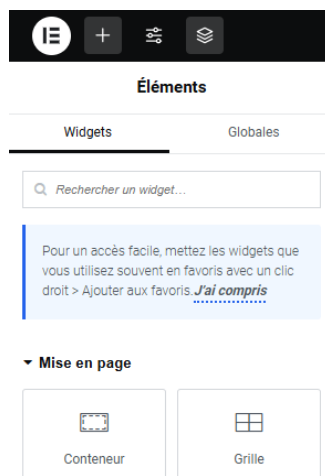 Éléments
Widgets Globales
Rechercher un widget...
Pour un accès facile, mettez les widgets que
vous utilisez souvent en favoris avec un clic
droit > Ajouter aux favoris. J'ai compris
Mise en page
Conteneur Grille